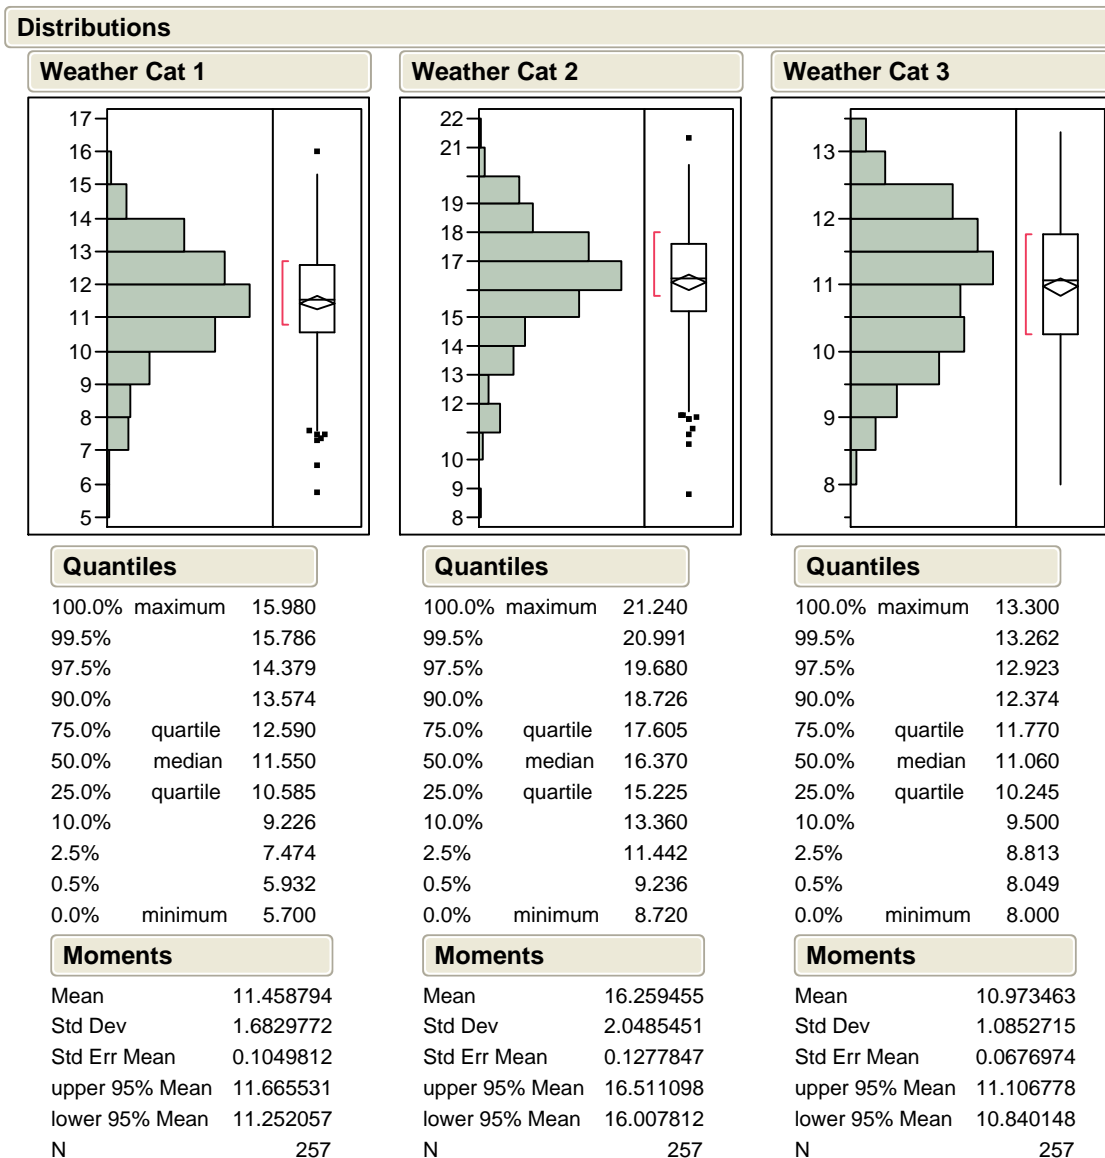 Distributions
Weather Cat 1
17
16
15
14
13
12
11
10
9
8
7
6
5
Quantiles
100.0% maximum 15.980
99.5% 15.786
97.5% 14.379
90.0% 13.574
75.0% quartile 12.590
50.0% median 11.550
25.0% quartile 10.585
10.0% 9.226
2.5% 7.474
0.5% 5.932
0.0% minimum 5.700
Moments
Mean 11.458794
Std Dev 1.6829772
Std Err Mean 0.1049812
upper 95% Mean 11.665531
lower 95% Mean 11.252057
N 257
Weather Cat 2
22
21
19
18
17
15
14
13
12
10
9
8
Quantiles
100.0% maximum 21.240
99.5% 20.991
97.5% 19.680
90.0% 18.726
75.0% quartile 17.605
50.0% median 16.370
25.0% quartile 15.225
10.0% 13.360
2.5% 11.442
0.5% 9.236
0.0% minimum 8.720
Moments
Mean 16.259455
Std Dev 2.0485451
Std Err Mean 0.1277847
upper 95% Mean 16.511098
lower 95% Mean 16.007812
N 257
Weather Cat 3
13
12
11
10
9
8
Quantiles
100.0% maximum 13.300
99.5% 13.262
97.5% 12.923
90.0% 12.374
75.0% quartile 11.770
50.0% median 11.060
25.0% quartile 10.245
10.0% 9.500
2.5% 8.813
0.5% 8.049
0.0% minimum 8.000
Moments
Mean 10.973463
Std Dev 1.0852715
Std Err Mean 0.0676974
upper 95% Mean 11.106778
lower 95% Mean 10.840148
N 257